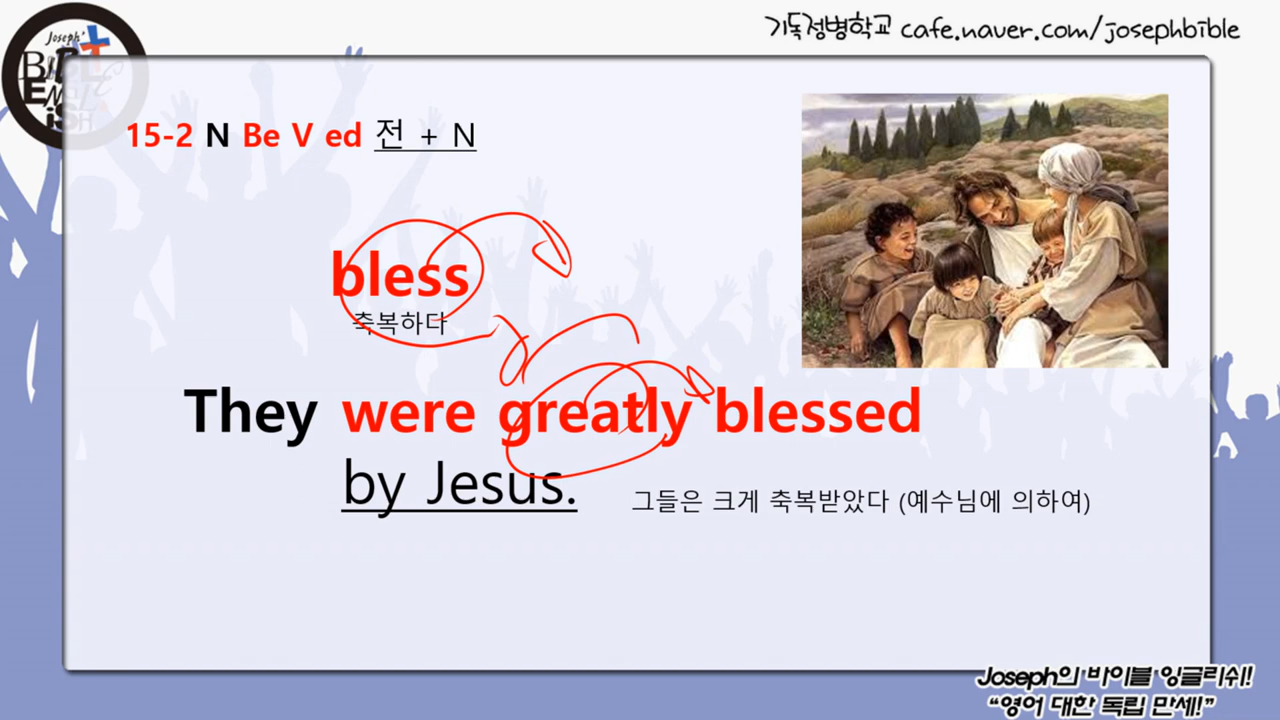 Joseph'
BIBLE
ENGLISH
기독정병학교 cafe.naver.com/josephbible
15-2 N Be V ed 전 + N
bless
축복하다
They were greatly blessed
by Jesus.
그들은 크게 축복받았다 (예수님에 의하여)
Joseph의 바이블 잉글리쉬!
“영어 대한 독립 만세!”